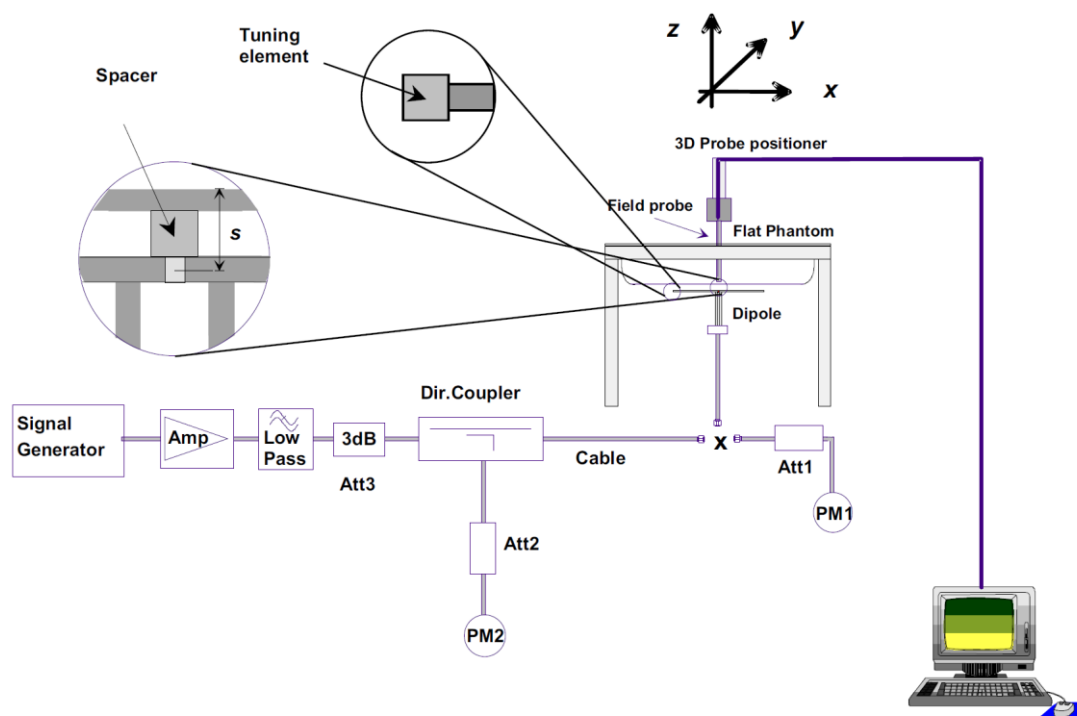 Tuning
element
Spacer
s
z
y
x
3D Probe positioner
Field probe
Flat Phantom
Dipole
Dir.Coupler
Signal
Generator
Amp
Low
Pass
3dB
Att3
Cable
x
Att1
PM1
Att2
PM2